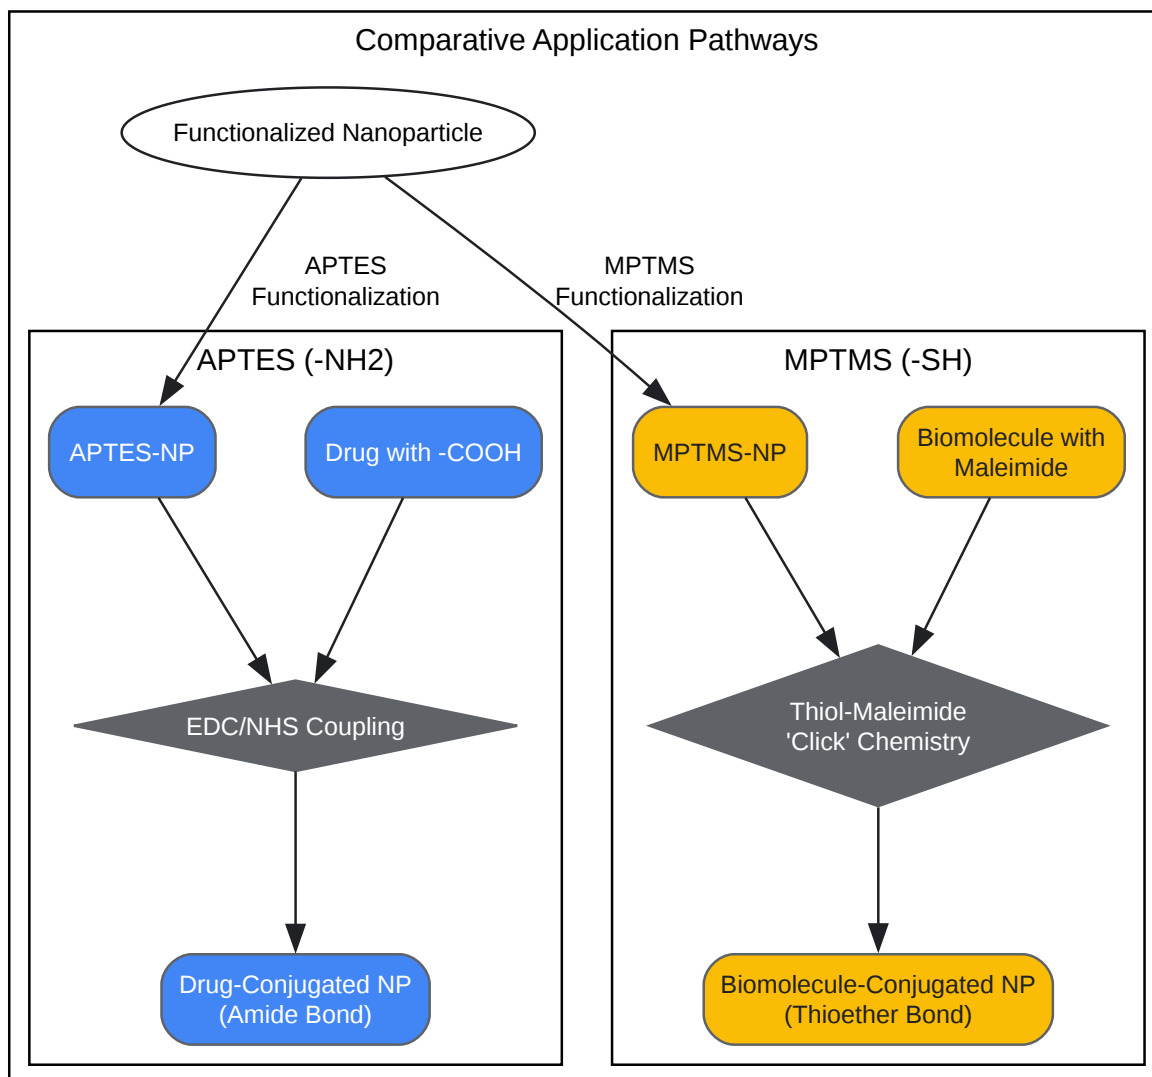 Comparative Application Pathways
Functionalized Nanoparticle
APTES
Functionalization
MPTMS
Functionalization
APTES (-NH2)
APTES-NP
Drug with -COOH
EDC/NHS Coupling
Drug-Conjugated NP
(Amide Bond)
MPTMS (-SH)
MPTMS-NP
Biomolecule with
Maleimide
Thiol-Maleimide
'Click' Chemistry
Biomolecule-Conjugated NP
(Thioether Bond)